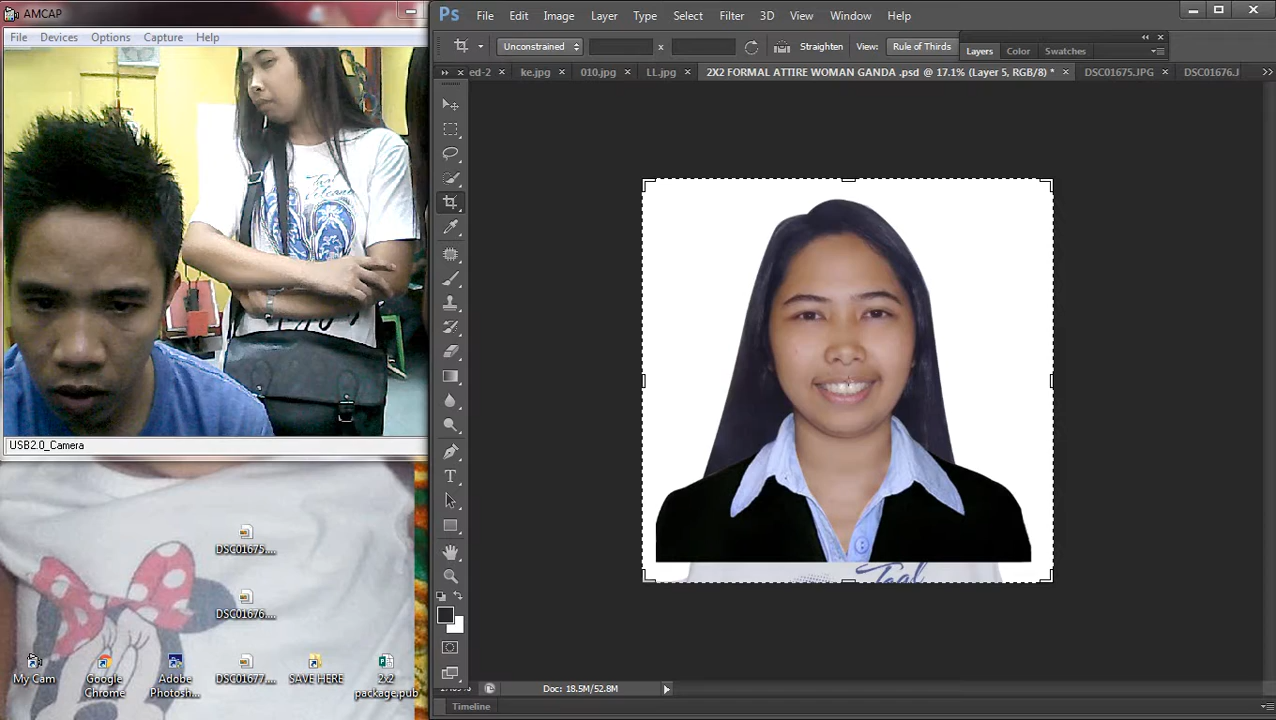 AMCAP
File Devices Options Capture Help
USB2.0_Camera
DSC01675....
DSC01676....
My Cam
Google Chrome
Adobe Photosh...
DSC01677....
SAVE HERE
2x2 package.pub
Ps File Edit Image Layer Type Select Filter 3D View Window Help
Unconstrained x Straighten View: Rule of Thirds
Layers Color Swatches
ed-2 × ke.jpg × 010.jpg × LL.jpg × 2X2 FORMAL ATTIRE WOMAN GANDA .psd @ 17.1% (Layer 5, RGB/8) * × DSC01675.JPG DSC01676.J
Taal
Doc: 18.5M/52.8M
Timeline